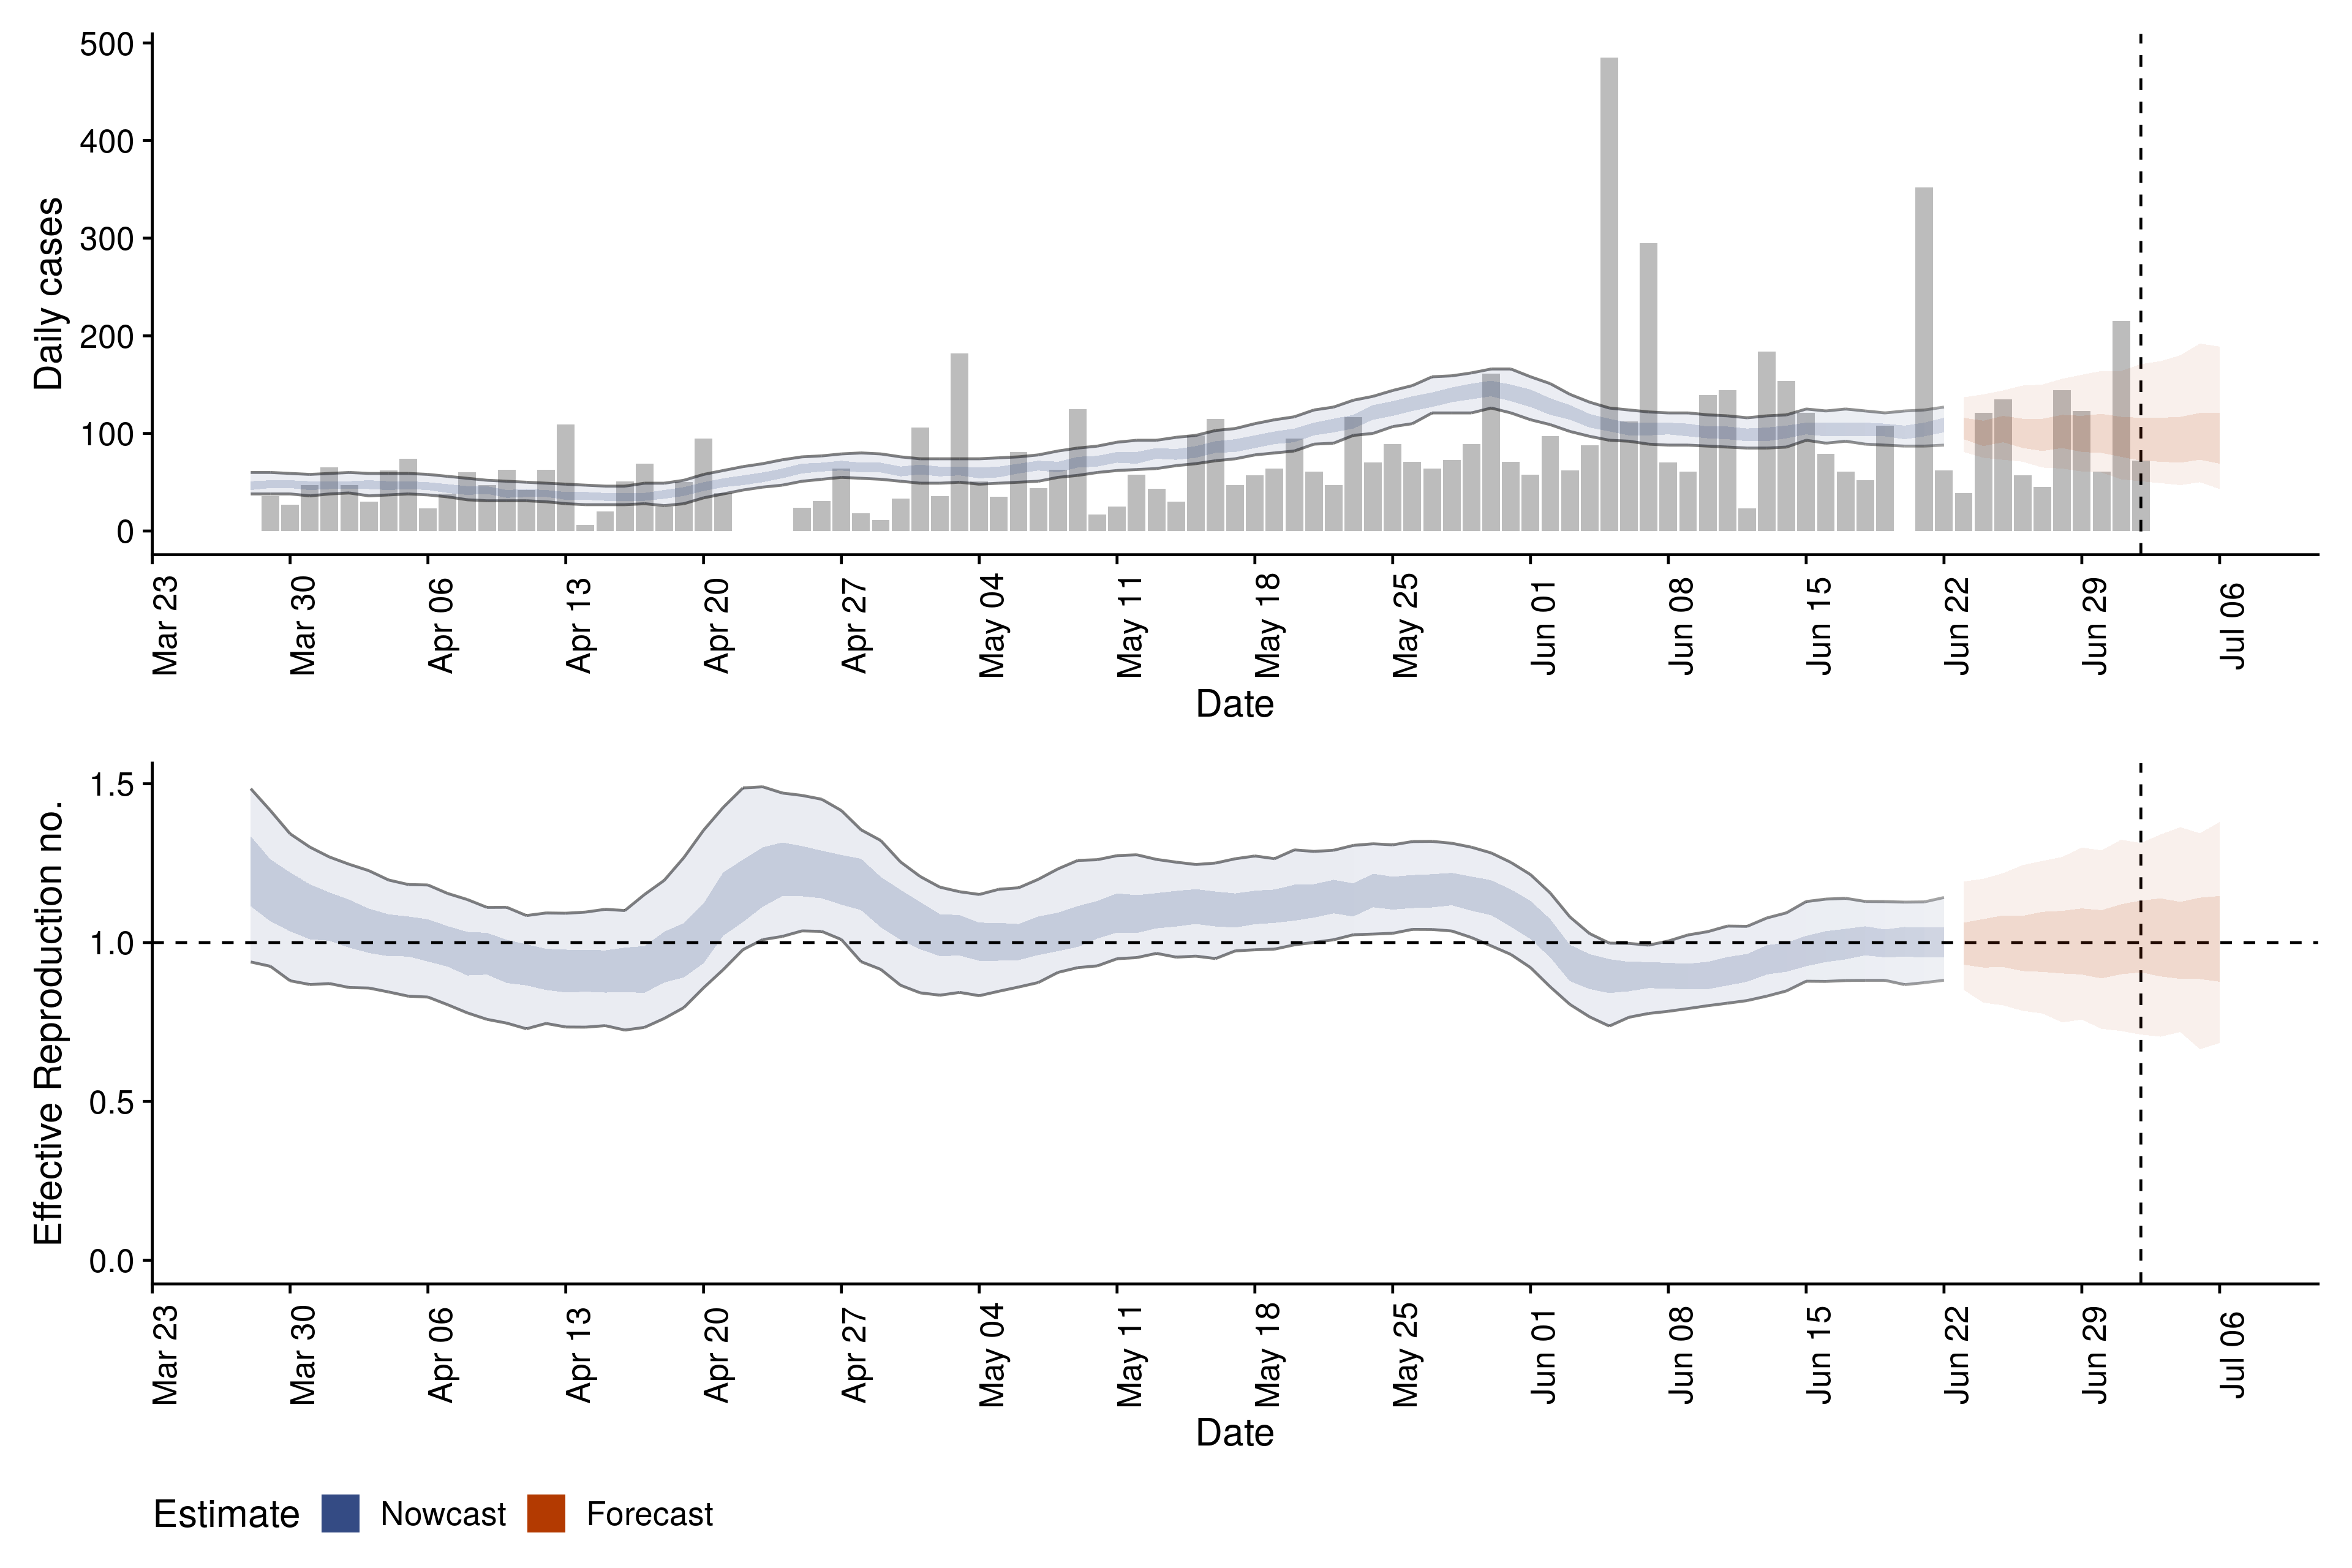 500
400
300
200
100
0
Daily cases
Mar 23
Mar 30
Apr 06
Apr 13
Apr 20
Apr 27
May 04
May 11
May 18
May 25
Jun 01
Jun 08
Jun 15
Jun 22
Jun 29
Jul 06
Date
1.5
1.0
0.5
0.0
Effective Reproduction no.
Mar 23
Mar 30
Apr 06
Apr 13
Apr 20
Apr 27
May 04
May 11
May 18
May 25
Jun 01
Jun 08
Jun 15
Jun 22
Jun 29
Jul 06
Date
Estimate Nowcast Forecast